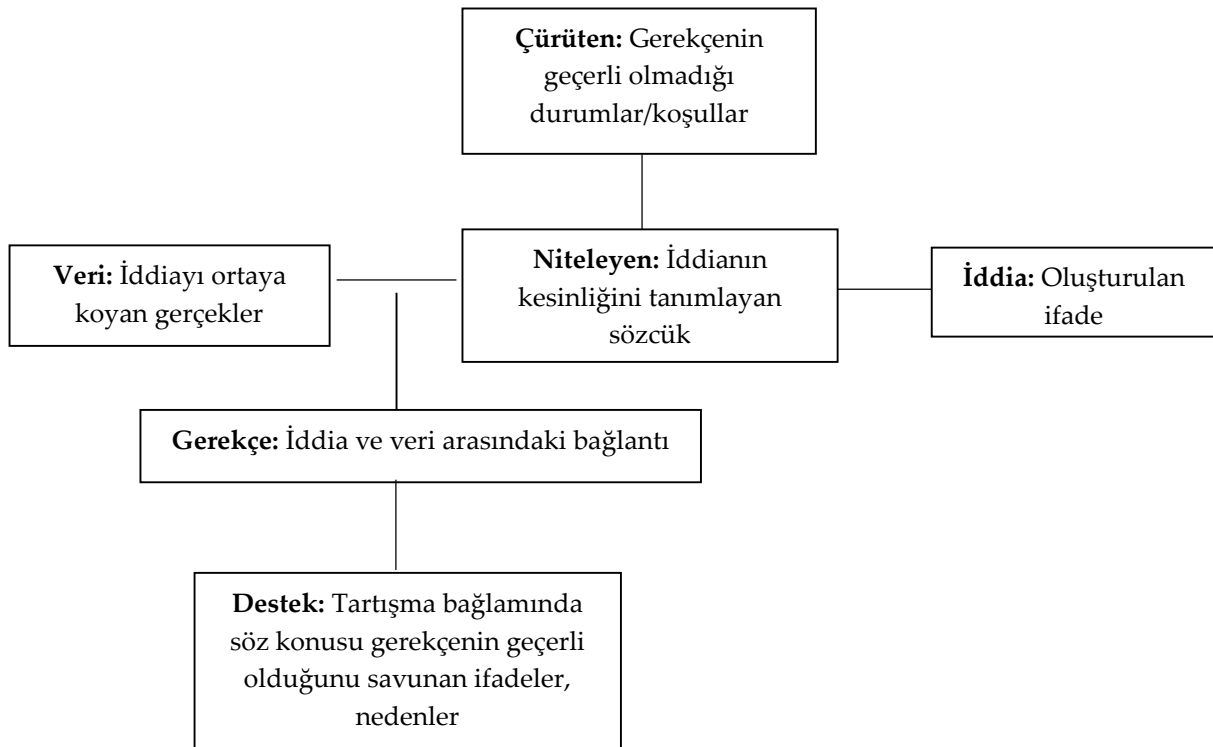 Çürüten: Gerekçenin
geçerli olmadığı
durumlar/koşullar
Veri: İddiayı ortaya
koyan gerçekler
Niteleyen: İddianın
kesinliğini tanımlayan
sözcük
İddia: Oluşturulan
ifade
Gerekçe: İddia ve veri arasındaki bağlantı
Destek: Tartışma bağlamında
söz konusu gerekçenin geçerli
olduğunu savunan ifadeler,
nedenler